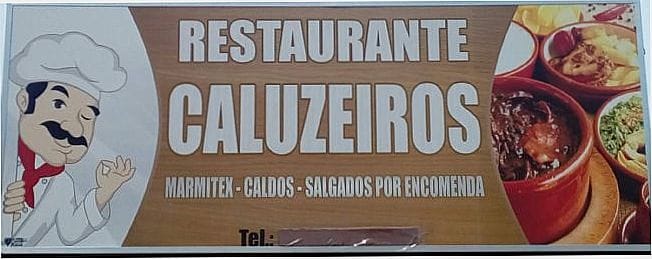 RESTAURANTE
CALUZEIROS
MARMITEX - CALDOS - SALGADOS POR ENCOMENDA
Tel.: